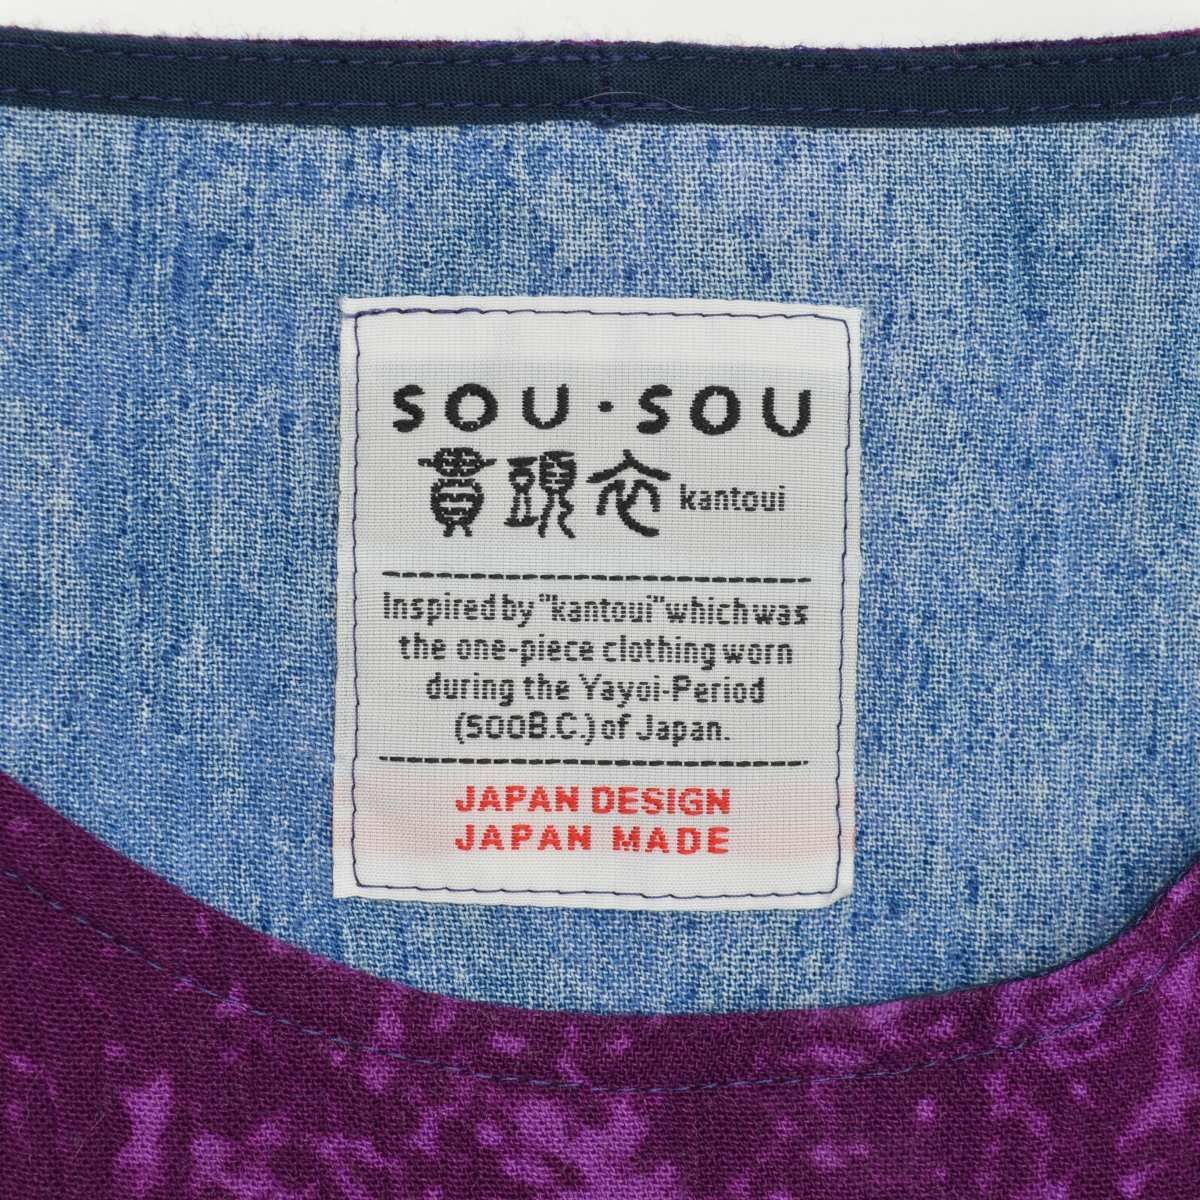 SOU・SOU
貫頭衣 kantoui
Inspired by "kantoui" which was
the one-piece clothing worn
during the Yayoi-Period
(500B.C.) of Japan.
JAPAN DESIGN
JAPAN MADE